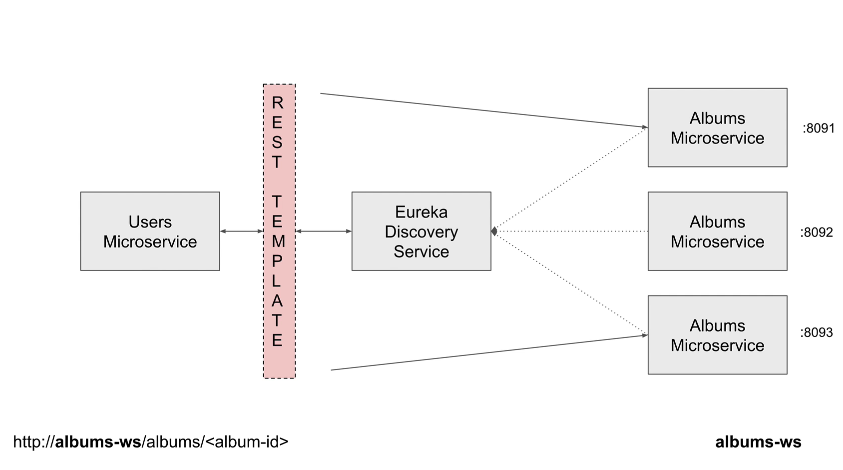 REST TEMPLATE
Users
Microservice
Eureka
Discovery
Service
Albums
Microservice
:8091
Albums
Microservice
:8092
Albums
Microservice
:8093
http://albums-ws/albums/<album-id>
albums-ws